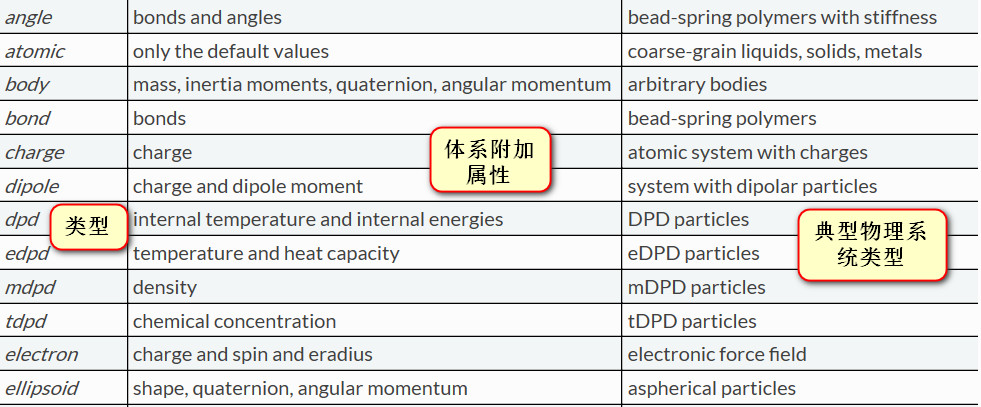 angle bonds and angles bead-spring polymers with stiffness
atomic only the default values coarse-grain liquids, solids, metals
body mass, inertia moments, quaternion, angular momentum arbitrary bodies
bond bonds bead-spring polymers
charge charge atomic system with charges
dipole charge and dipole moment system with dipolar particles
dpd internal temperature and internal energies DPD particles
edpd temperature and heat capacity eDPD particles
mdpd density mDPD particles
tdpd chemical concentration tDPD particles
electron charge and spin and eradius electronic force field
ellipsoid shape, quaternion, angular momentum aspherical particles
体系附加
属性
类型
典型物理系
统类型